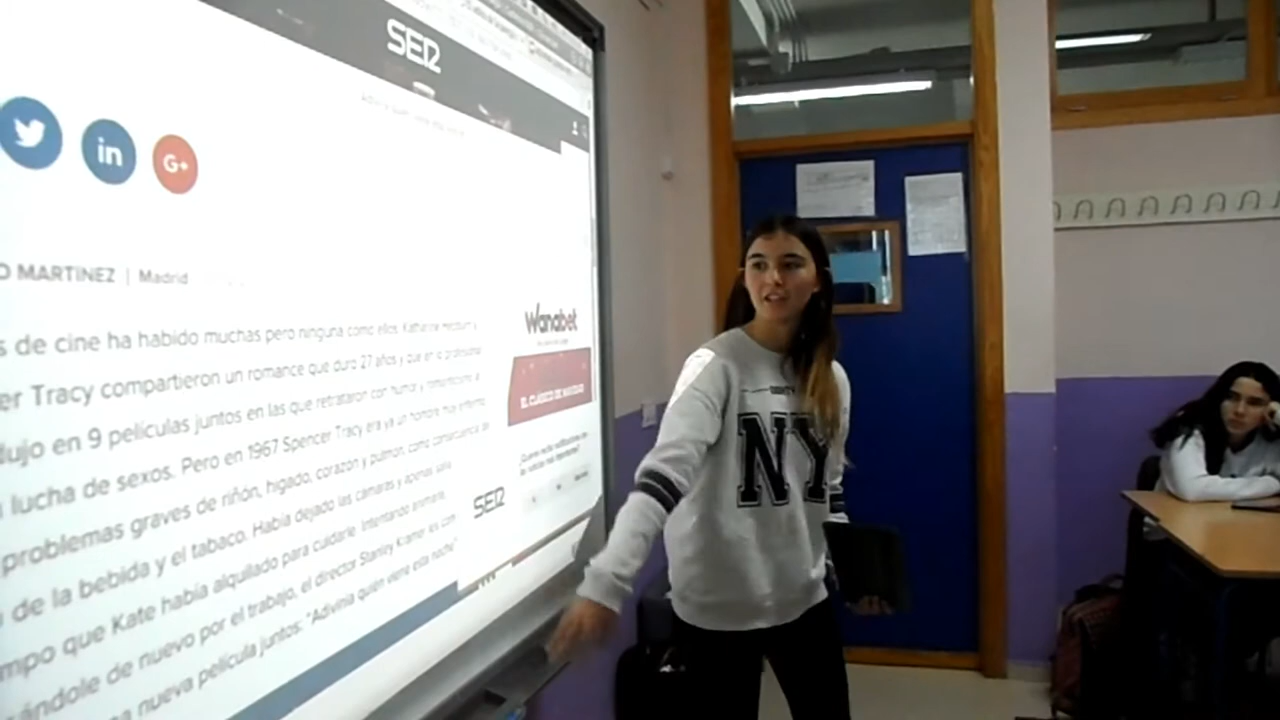 SER
in
G+
O MARTINEZ | Madrid
s de cine ha habido muchas pero ninguna como ellos. Katharine Hepburn y
er Tracy compartieron un romance que duró 27 años y que en lo profesional
dujo en 9 películas juntos en las que retrataron con humor y romanticismo a
lucha de sexos. Pero en 1967 Spencer Tracy era ya un hombre muy enfermo
problemas graves de riñón, hígado, corazón y pulmón, como consecuencia de
de la bebida y el tabaco. Había dejado las cámaras y apenas salía
mpo que Kate había alquilado para cuidarle. Intentando animarle,
ándole de nuevo por el trabajo, el director Stanley Kramer les com
a nueva película juntos: "Adivina quién viene esta noche"
Wanabet
EL CLÁSICO DE NAVIDAD
SER
NY